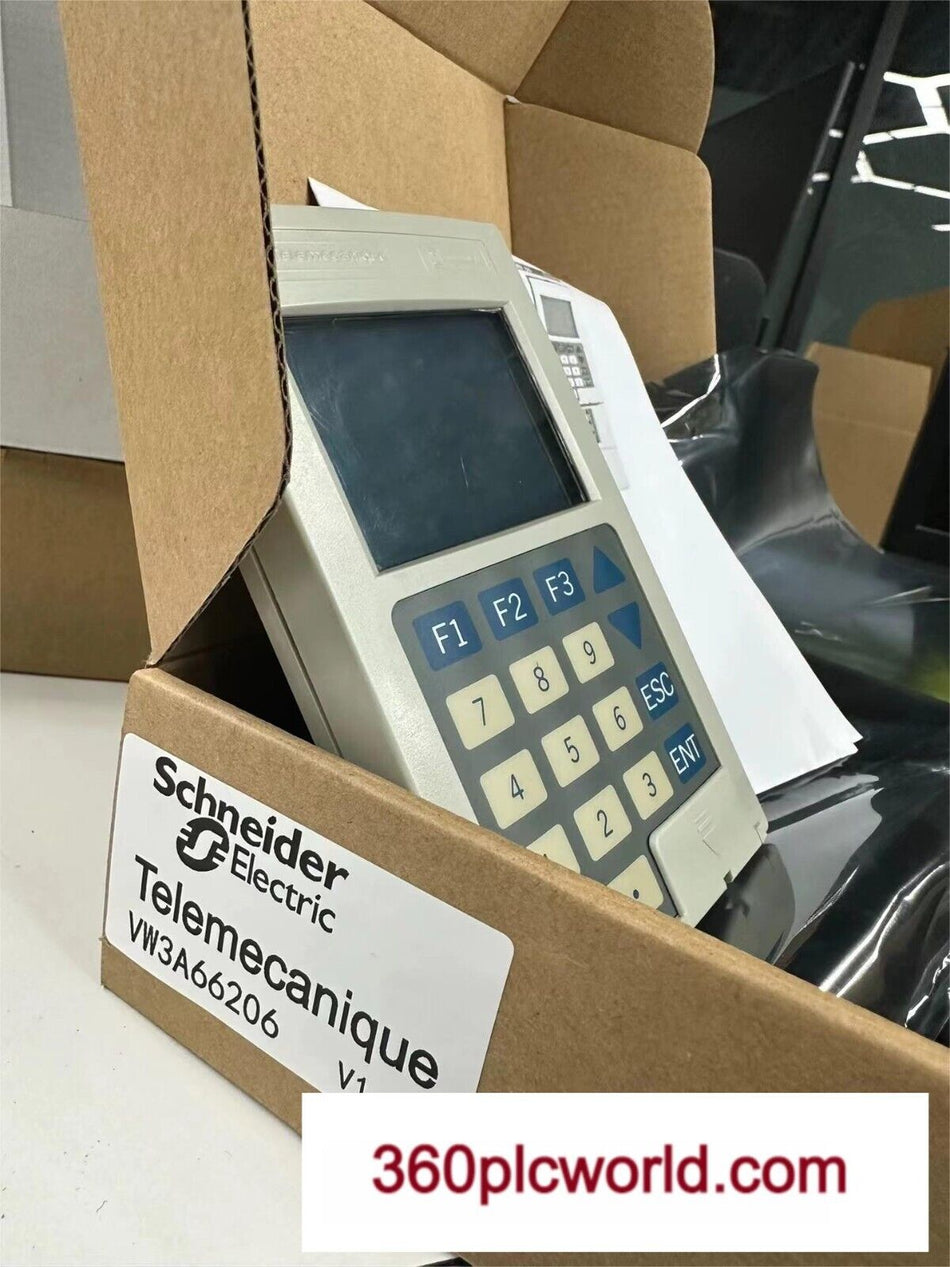 Telemecanique
F1 F2 F3
7 8 9
4 5 6 ESC
2 3 ENT
.
Schneider
Electric
Telemecanique
VW3A66206
V1
360plcworld.com